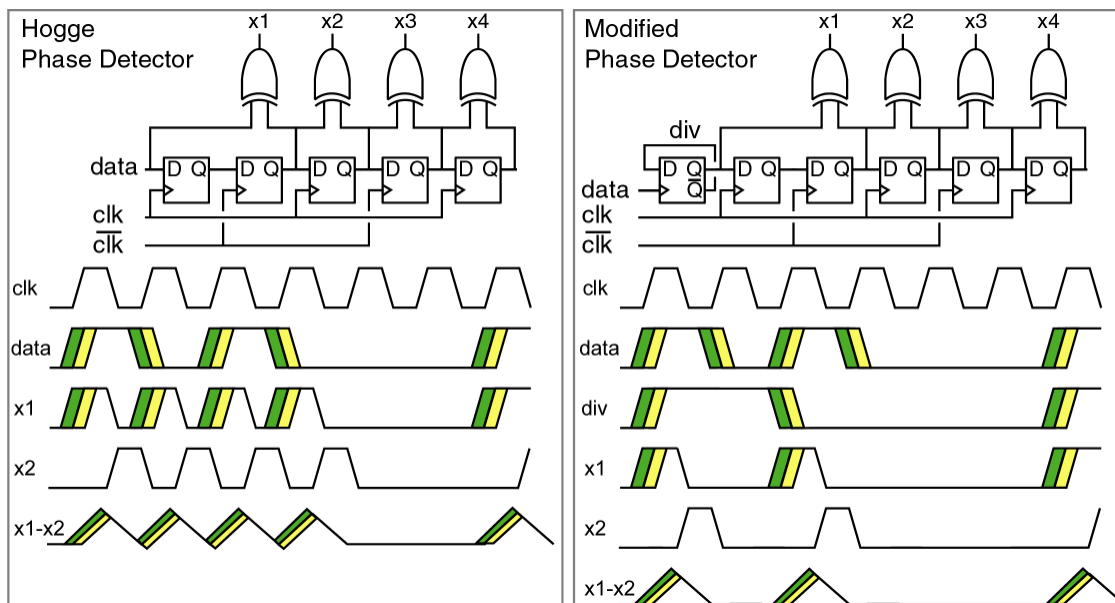 Hogge
Phase Detector
x1 x2 x3 x4
data
D Q D Q D Q D Q D Q
clk
clk
clk
data
x1
x2
x1-x2
Modified
Phase Detector
x1 x2 x3 x4
div
D Q D Q D Q D Q D Q D Q
data Q
clk
clk
clk
data
div
x1
x2
x1-x2